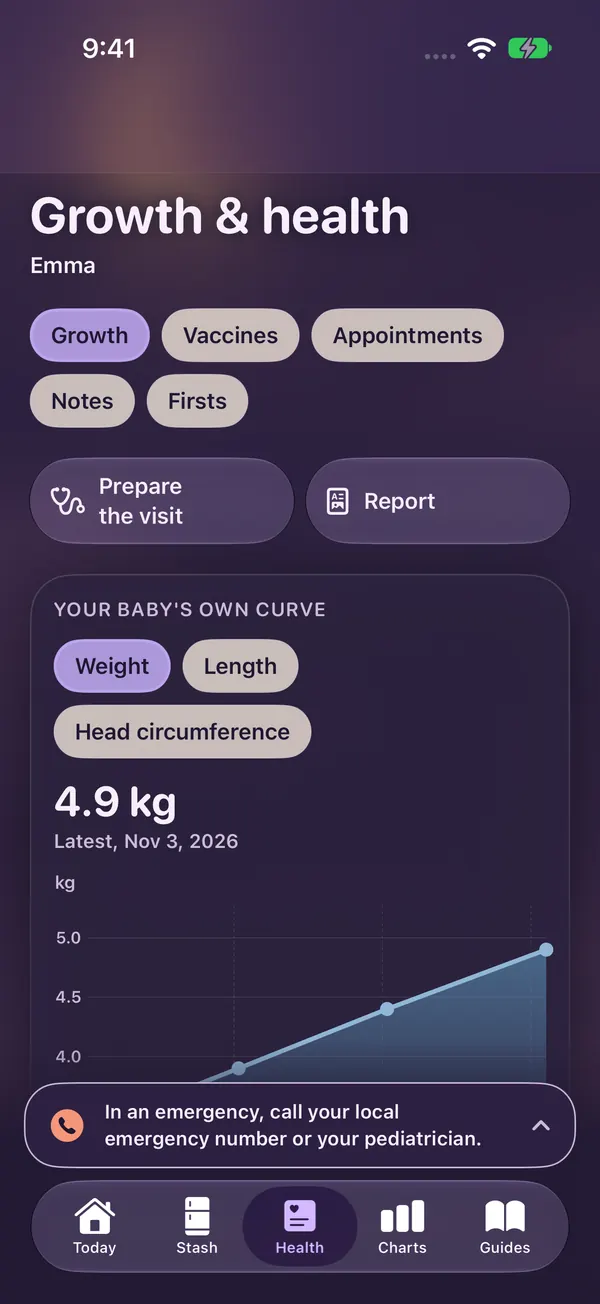 9:41
Growth & health
Emma
Growth
Vaccines
Appointments
Notes
Firsts
Prepare
the visit
Report
YOUR BABY'S OWN CURVE
Weight
Length
Head circumference
4.9 kg
Latest, Nov 3, 2026
kg
5.0
4.5
4.0
In an emergency, call your local
emergency number or your pediatrician.
Today
Stash
Health
Charts
Guides